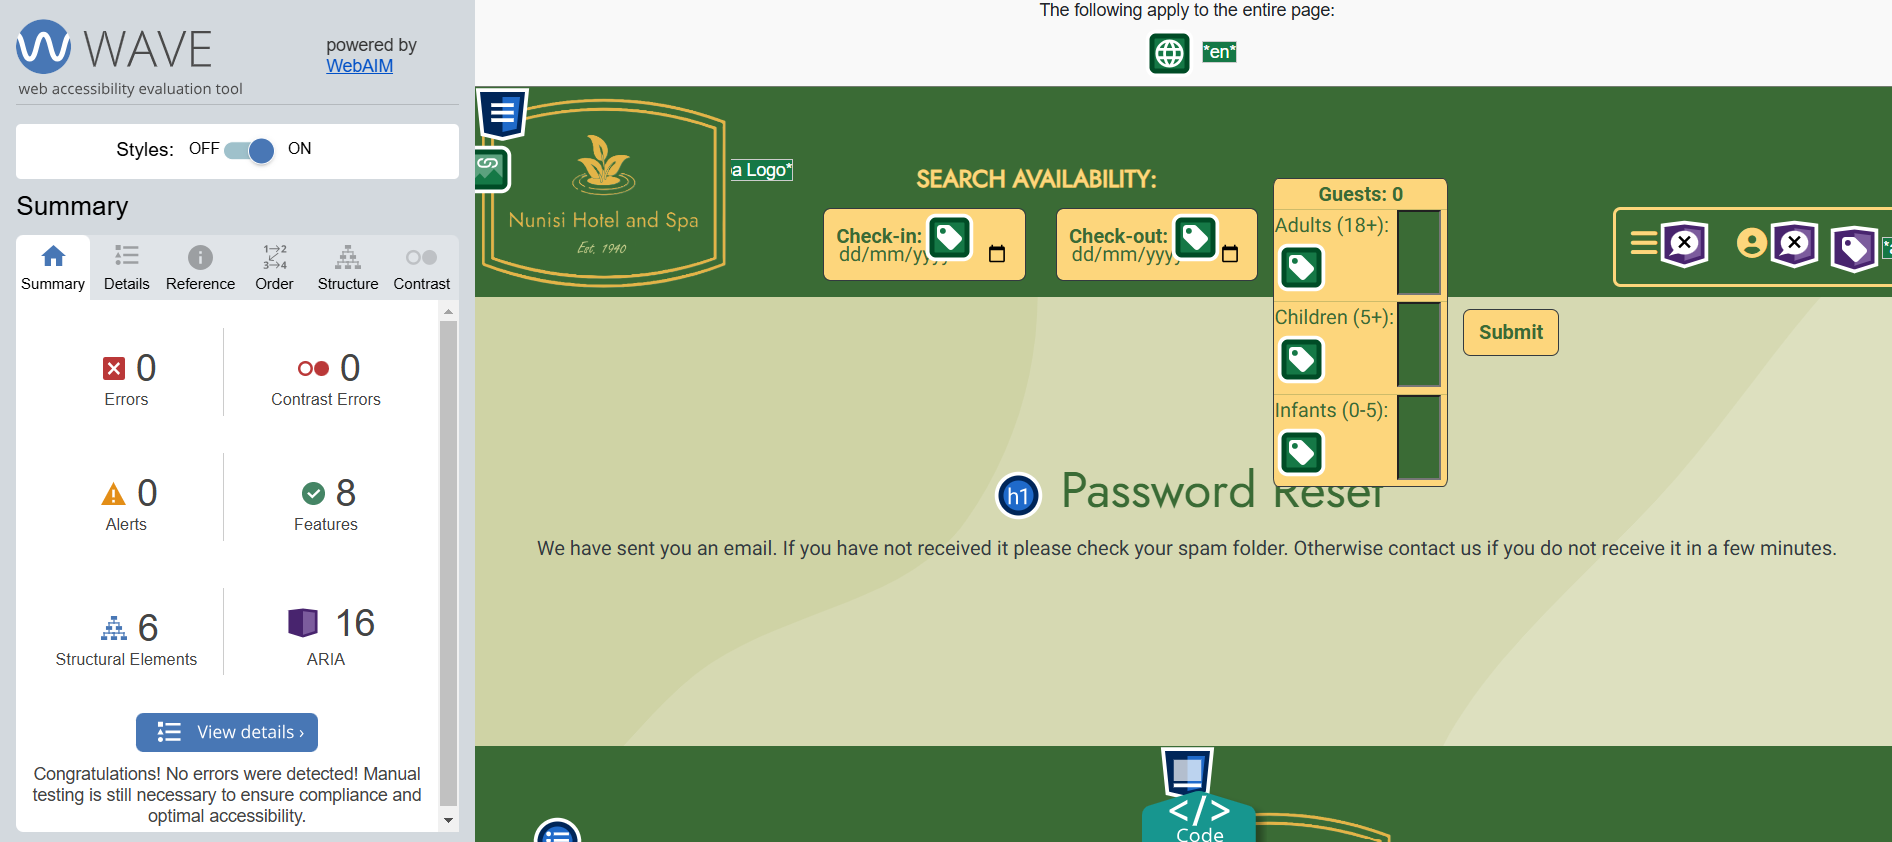 WAVE
powered by
WebAIM
web accessibility evaluation tool
Styles: OFF ON
Summary
Summary
Details
Reference
Order
Structure
Contrast
0
Errors
0
Contrast Errors
0
Alerts
8
Features
6
Structural Elements
16
ARIA
View details ›
Congratulations! No errors were detected! Manual
testing is still necessary to ensure compliance and
optimal accessibility.
The following apply to the entire page:
*en*
Nunisi Hotel and Spa
Est. 1940
a Logo*
SEARCH AVAILABILITY:
Check-in:
dd/mm/yyyy
Check-out:
dd/mm/yyyy
Guests: 0
Adults (18+):
Children (5+):
Infants (0-5):
Submit
h1
Password Reset
We have sent you an email. If you have not received it please check your spam folder. Otherwise contact us if you do not receive it in a few minutes.
</> 
Code